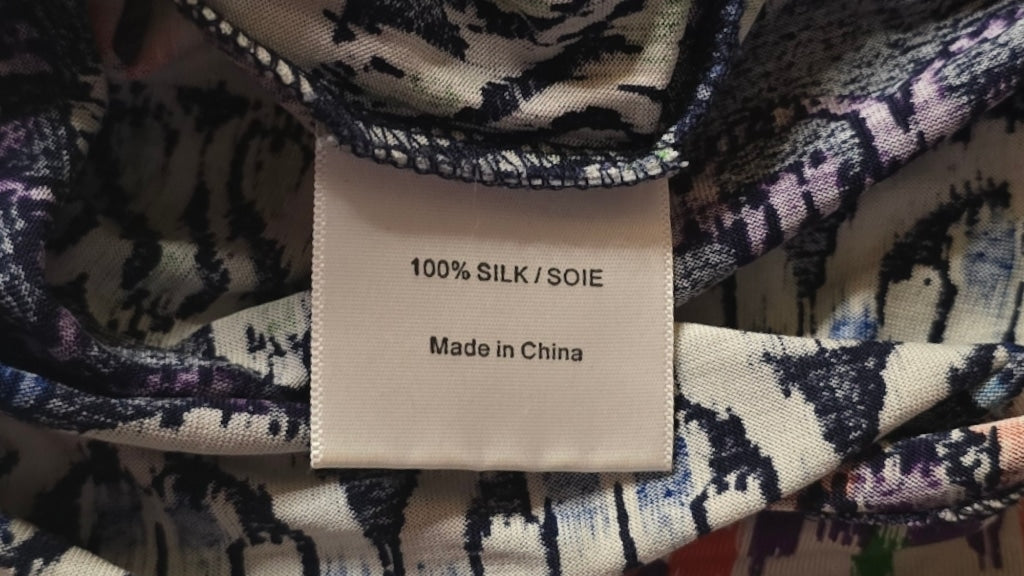 100% SILK / SOIE
Made in China